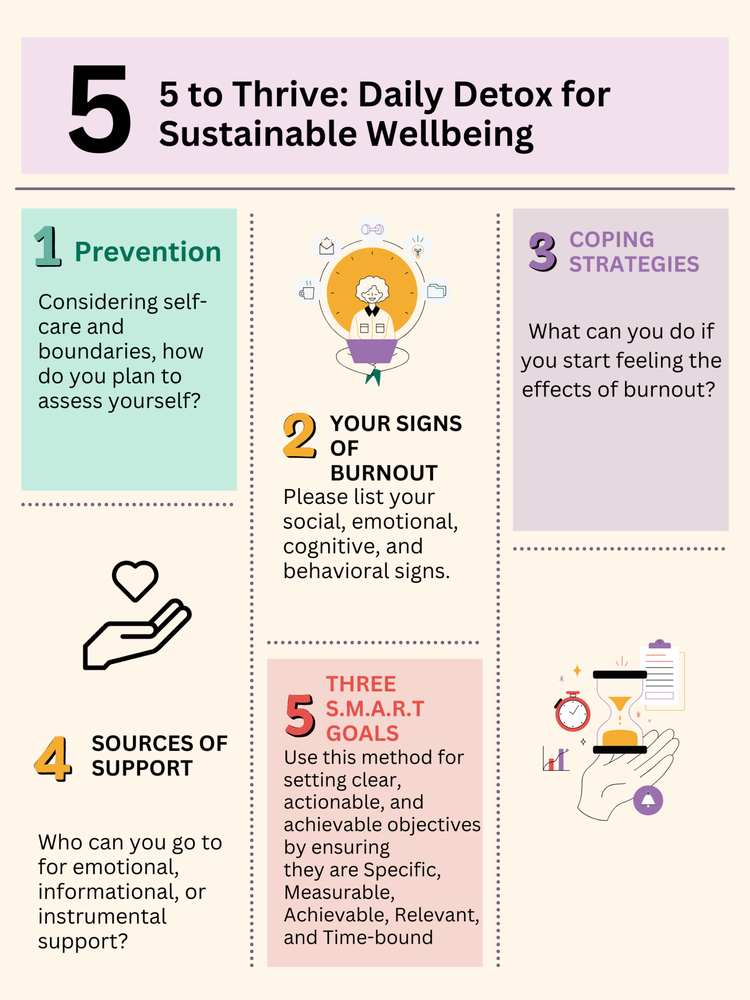 5
5 to Thrive: Daily Detox for
Sustainable Wellbeing
1
Prevention
Considering self-
care and
boundaries, how
do you plan to
assess yourself?
2
YOUR SIGNS
OF
BURNOUT
Please list your
social, emotional,
cognitive, and
behavioral signs.
3
COPING
STRATEGIES
What can you do if
you start feeling the
effects of burnout?
4
SOURCES OF
SUPPORT
Who can you go to
for emotional,
informational, or
instrumental
support?
5
THREE
S.M.A.R.T
GOALS
Use this method for
setting clear,
actionable, and
achievable objectives
by ensuring
they are Specific,
Measurable,
Achievable, Relevant,
and Time-bound